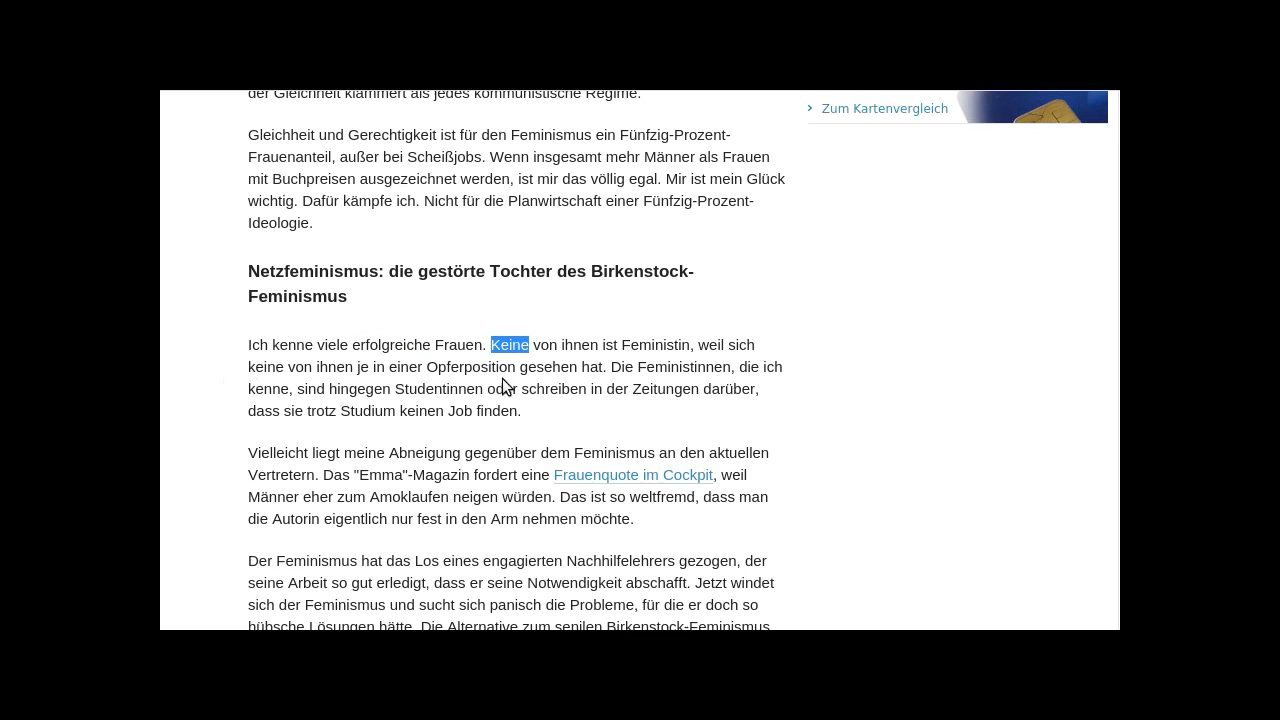 der Gleichheit klammert als jedes kommunistische Regime.
Zum Kartenvergleich
Gleichheit und Gerechtigkeit ist für den Feminismus ein Fünfzig-Prozent-
Frauenanteil, außer bei Scheißjobs. Wenn insgesamt mehr Männer als Frauen
mit Buchpreisen ausgezeichnet werden, ist mir das völlig egal. Mir ist mein Glück
wichtig. Dafür kämpfe ich. Nicht für die Planwirtschaft einer Fünfzig-Prozent-
Ideologie.
Netzfeminismus: die gestörte Tochter des Birkenstock-
Feminismus
Ich kenne viele erfolgreiche Frauen. Keine von ihnen ist Feministin, weil sich
keine von ihnen je in einer Opferposition gesehen hat. Die Feministinnen, die ich
kenne, sind hingegen Studentinnen oder schreiben in der Zeitungen darüber,
dass sie trotz Studium keinen Job finden.
Vielleicht liegt meine Abneigung gegenüber dem Feminismus an den aktuellen
Vertretern. Das "Emma"-Magazin fordert eine Frauenquote im Cockpit, weil
Männer eher zum Amoklaufen neigen würden. Das ist so weltfremd, dass man
die Autorin eigentlich nur fest in den Arm nehmen möchte.
Der Feminismus hat das Los eines engagierten Nachhilfelehrers gezogen, der
seine Arbeit so gut erledigt, dass er seine Notwendigkeit abschafft. Jetzt windet
sich der Feminismus und sucht sich panisch die Probleme, für die er doch so
hübsche Lösungen hätte. Die Alternative zum senilen Birkenstock-Feminismus